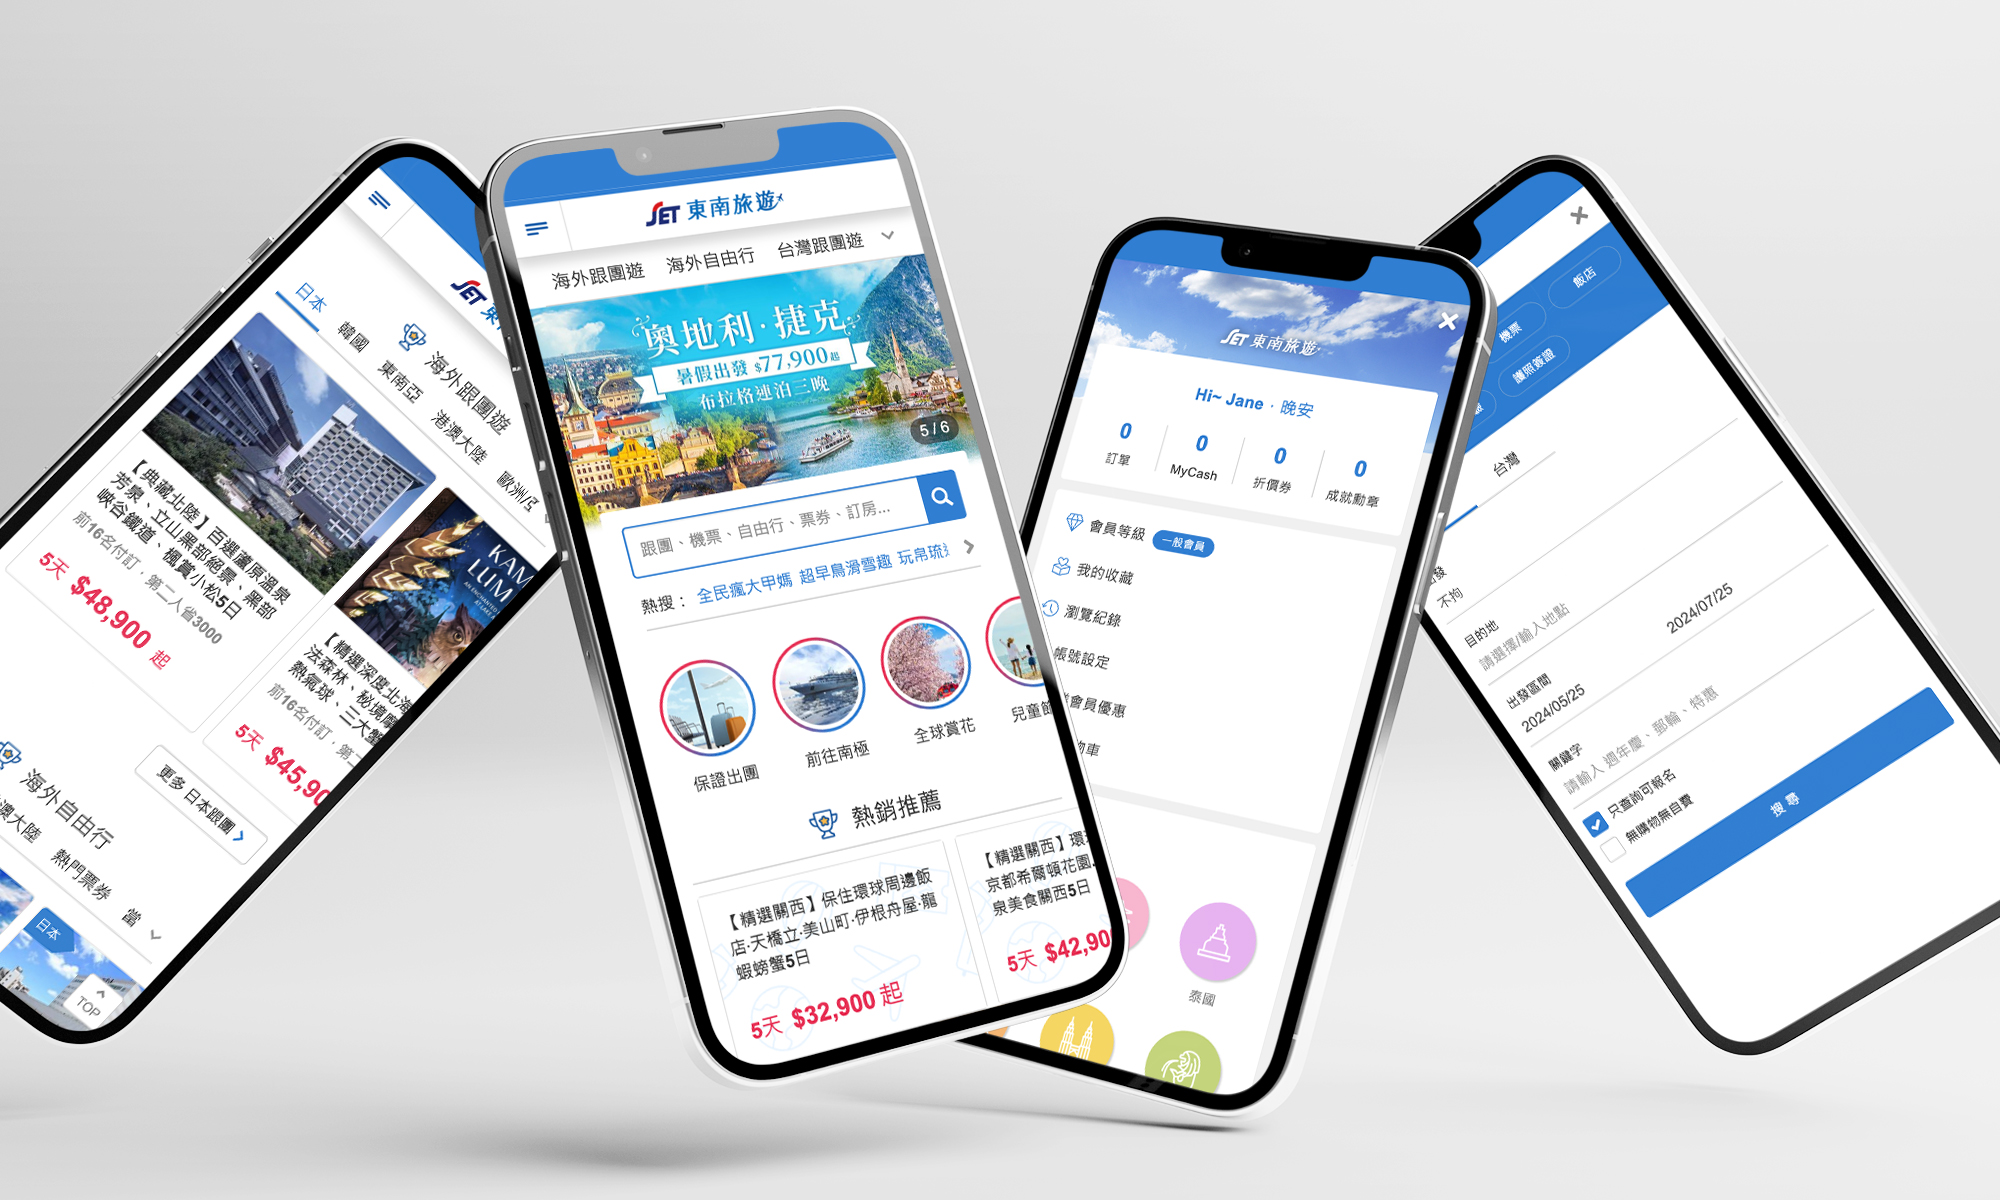 SET 東
日本
韓國
東南亞
港澳大陸
歐洲/
海外跟團遊
【典藏北陸】百選蘆原溫泉
芳泉、立山黑部絕景、黑部
峽谷鐵道、楓賞小松5日
前16名付訂．第二人省3000
5天 $48,900 起
KAM
LUM
AN ENCHANTED
【精選深度北海
法森林、秘境
熱氣球、三大蟹
前16名付訂．第二
5天 $45,90
更多日本跟團
海外自由行
澳大陸
熱門票券
當
日本
TOP
SET 東南旅遊
海外跟團遊
海外自由行
台灣跟團遊
奧地利·捷克
暑假出發 $77,900起
布拉格連泊三晚
5 / 6
跟團、機票、自由行、票券、訂房...
熱搜：
全民瘋大甲媽
超早鳥滑雪趣
玩帛琉
保證出團
前往南極
全球賞花
兒童節
熱銷推薦
【精選關西】保住環球周邊飯
店‧天橋立‧美山町‧伊根舟屋‧龍
蝦螃蟹5日
5天 $32,900 起
【精選關西】環
京都希爾頓花園
泉美食關西5日
5天 $42,90
SET 東南旅遊
Hi~ Jane．晚安
0
訂單
0
MyCash
0
折價券
0
成就勳章
會員等級
一般會員
我的收藏
瀏覽紀錄
帳號設定
會員優惠
物車
泰國
飯店
機票
護照簽證
台灣
發
不拘
目的地
請選擇/輸入地點
出發區間
2024/05/25
2024/07/25
關鍵字
請輸入 週年慶、郵輪、特惠
只查詢可報名
無購物無自費
搜尋